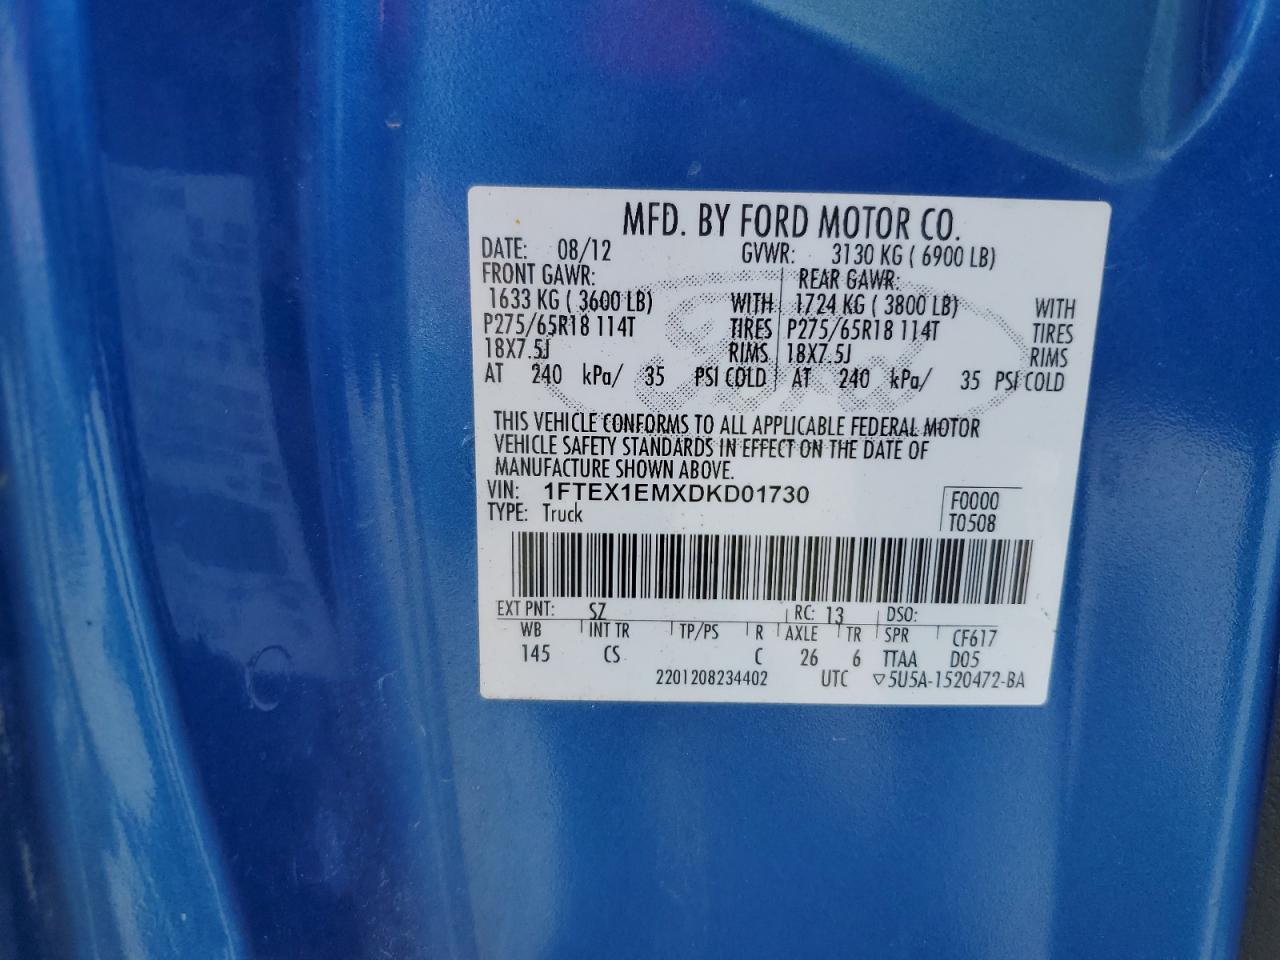 MFD. BY FORD MOTOR CO.
DATE: 08/12 GVWR: 3130 KG ( 6900 LB)
FRONT GAWR: REAR GAWR:
1633 KG ( 3600 LB) WITH 1724 KG ( 3800 LB) WITH
P275/65R18 114T TIRES P275/65R18 114T TIRES
18X7.5J RIMS 18X7.5J RIMS
AT 240 kPa/ 35 PSI COLD AT 240 kPa/ 35 PSI COLD
THIS VEHICLE CONFORMS TO ALL APPLICABLE FEDERAL MOTOR
VEHICLE SAFETY STANDARDS IN EFFECT ON THE DATE OF
MANUFACTURE SHOWN ABOVE.
VIN: 1FTEX1EMXDKD01730 F0000
TYPE: Truck T0508
EXT PNT: SZ RC: 13 DSO:
WB INT TR TP/PS R AXLE TR SPR CF617
145 CS C 26 6 TTAA D05
2201208234402 UTC ▽5U5A-1520472-BA